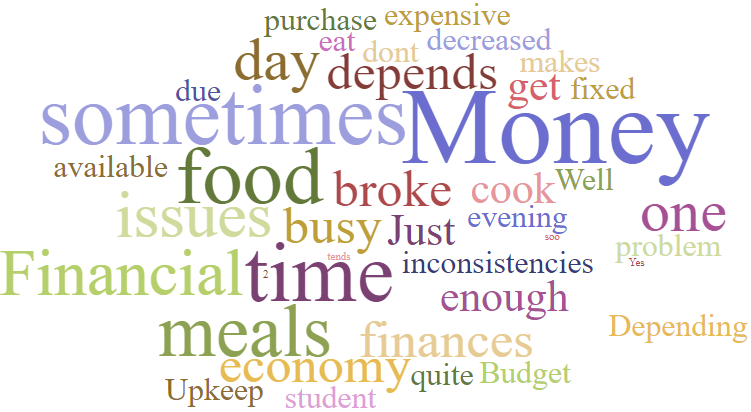 purchase expensive
eat dont decreased
day depends makes
due get fixed
sometimes Money
available food broke cook Well
issues busy Just evening one
soo
problem
Financial 2 time tends inconsistencies Yes
enough
meals finances Depending
economy quite Budget
Upkeep student